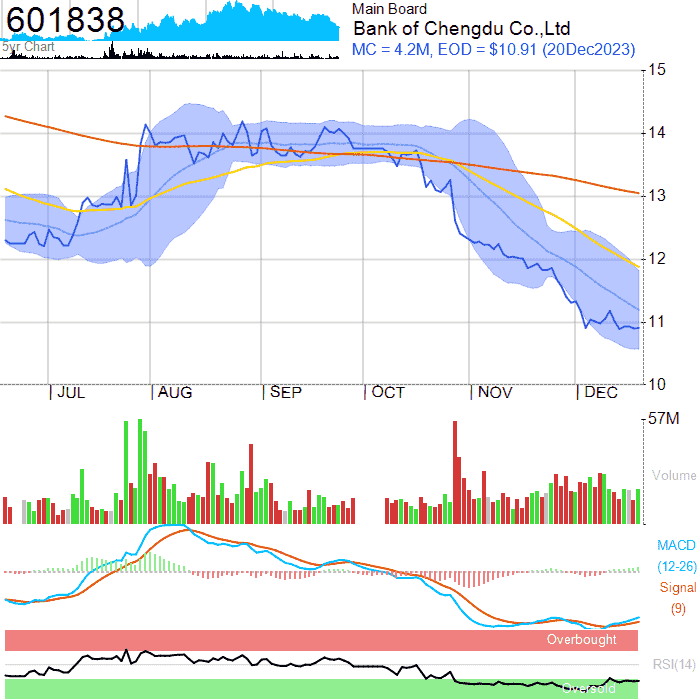 601838
5yr Chart
Main Board
Bank of Chengdu Co.,Ltd
MC = 4.2M, EOD = $10.91 (20Dec2023)
15
14
13
12
11
10
JUL AUG SEP OCT NOV DEC
57M
Volume
MACD
(12-26)
Signal
(9)
Overbought
RSI(14)
Oversold